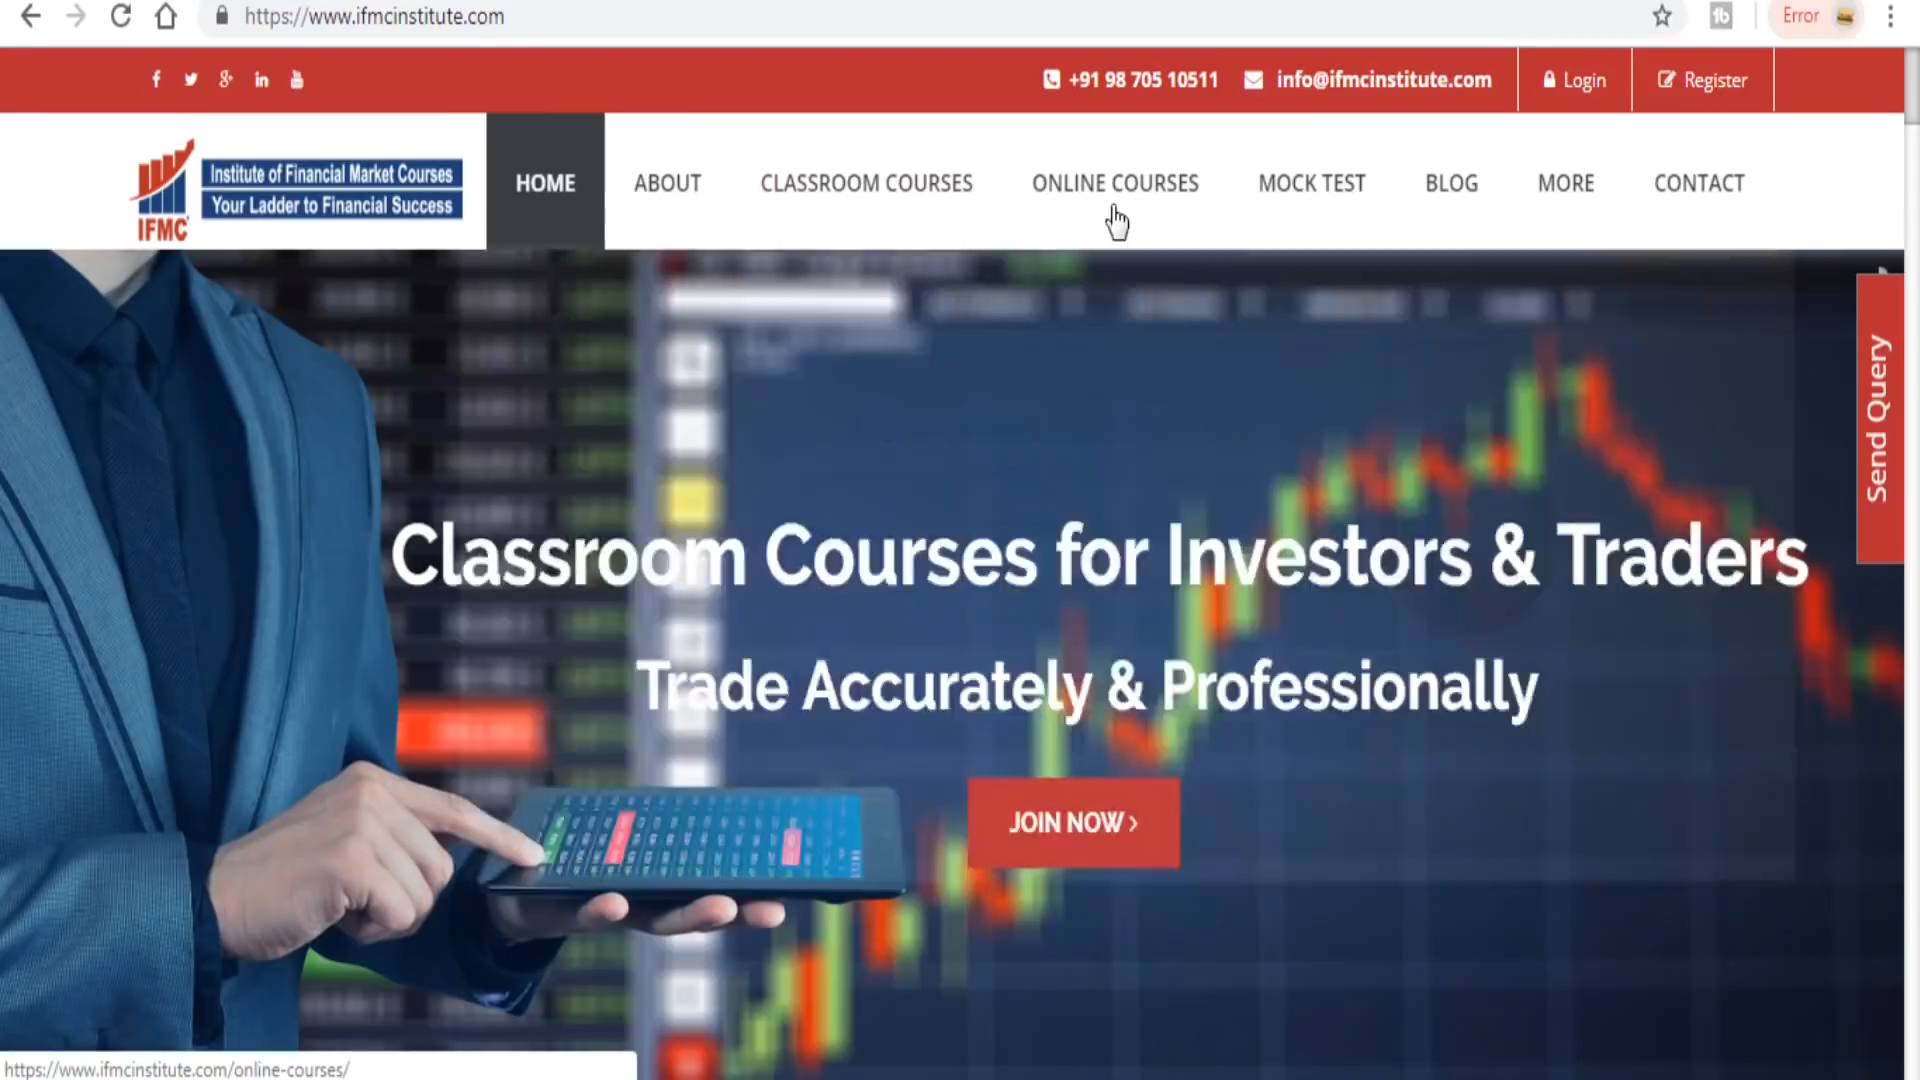 https://www.ifmcinstitute.com
Error
+91 98 705 10511
info@ifmcinstitute.com
Login
Register
Institute of Financial Market Courses
Your Ladder to Financial Success
IFMC
HOME
ABOUT
CLASSROOM COURSES
ONLINE COURSES
MOCK TEST
BLOG
MORE
CONTACT
Send Query
Classroom Courses for Investors & Traders
Trade Accurately & Professionally
JOIN NOW ›
https://www.ifmcinstitute.com/online-courses/